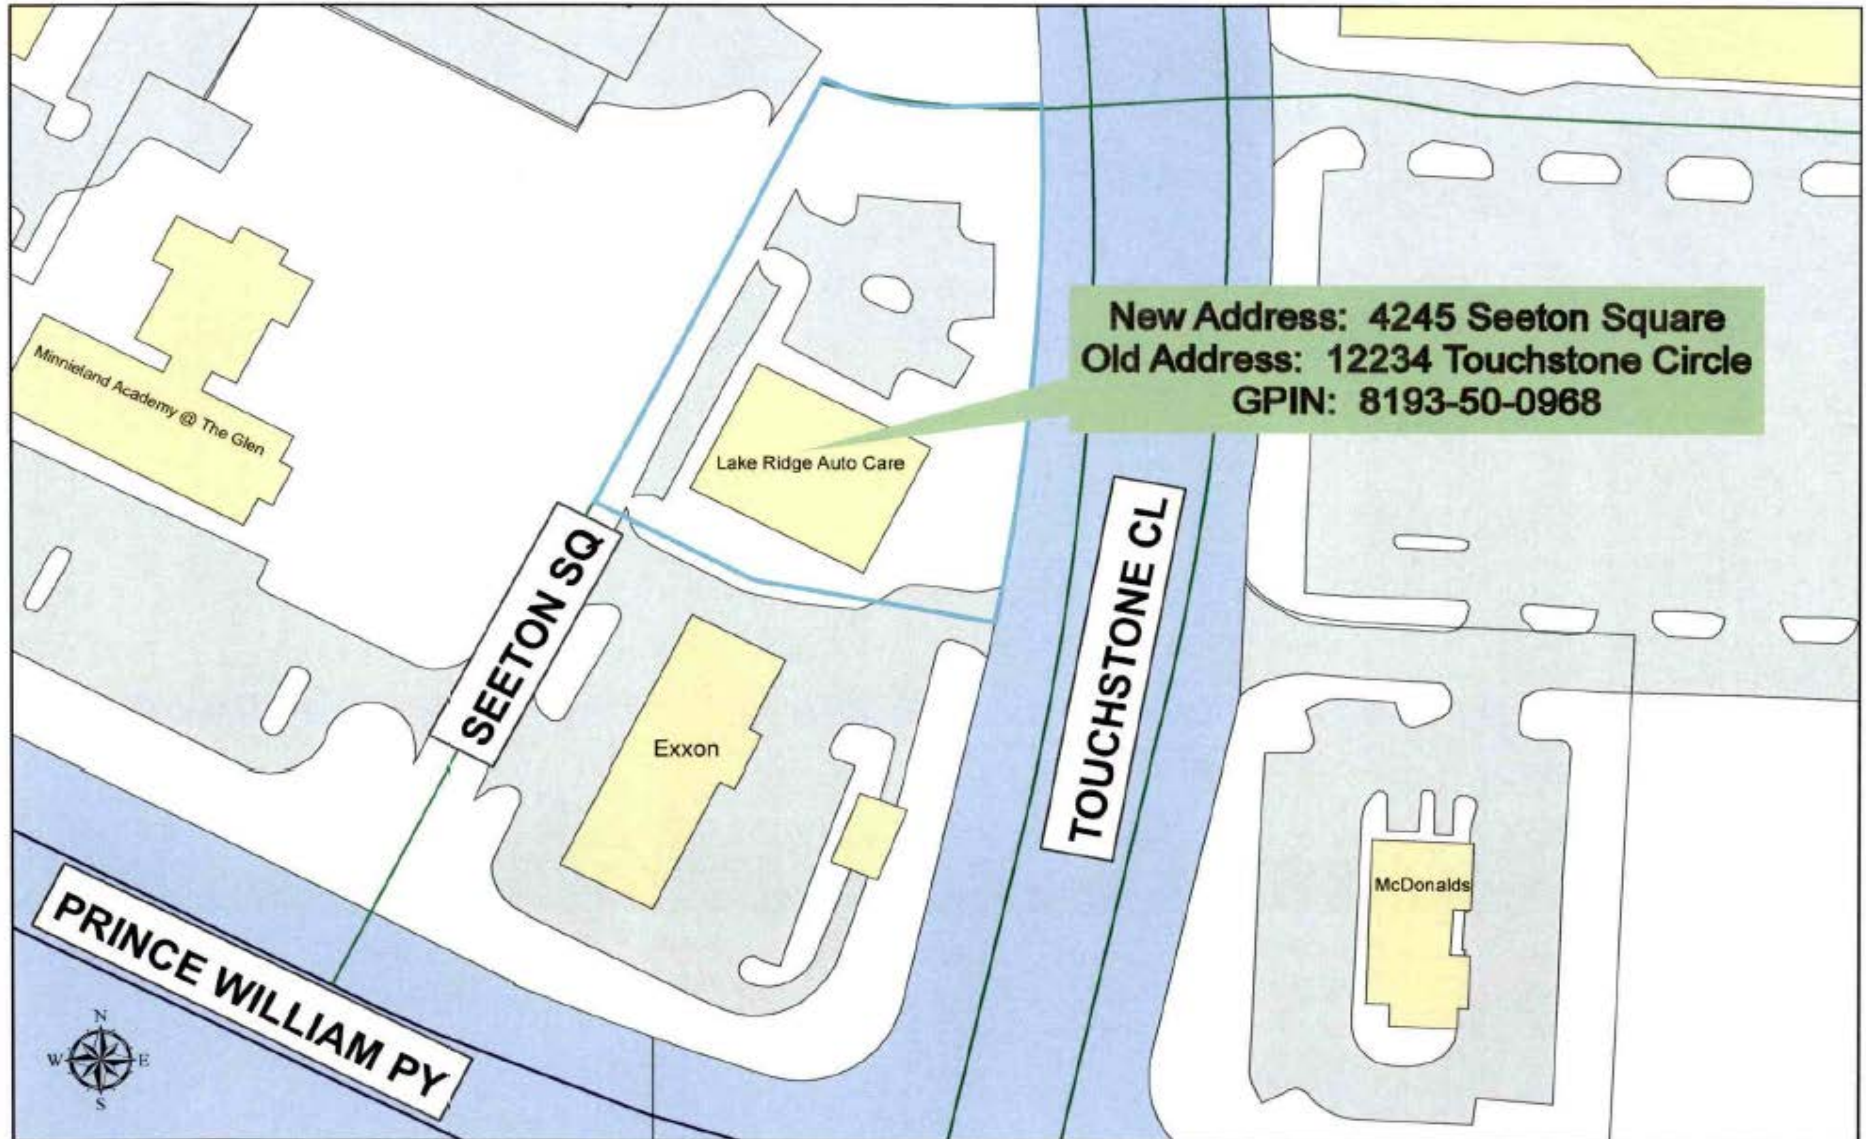 New Address: 4245 Seeton Square
Old Address: 12234 Touchstone Circle
GPIN: 8193-50-0968
Minnieland Academy @ The Glen
Lake Ridge Auto Care
SEETON SQ
TOUCHSTONE CL
Exxon
McDonalds
PRINCE WILLIAM PY
N
W
E
S